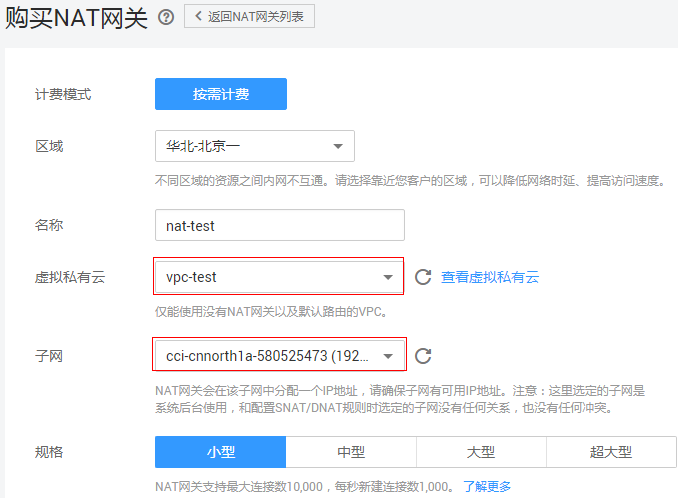 购买NAT网关 ? < 返回NAT网关列表
计费模式 按需计费
区域 华北-北京一
不同区域的资源之间内网不互通。请选择靠近您客户的区域，可以降低网络时延、提高访问速度。
名称 nat-test
虚拟私有云 vpc-test 查看虚拟私有云
仅能使用没有NAT网关以及默认路由的VPC。
子网 cci-cnnorth1a-580525473 (192...
NAT网关会在该子网中分配一个IP地址，请确保子网有可用IP地址。注意：这里选定的子网是
系统后台使用，和配置SNAT/DNAT规则时选定的子网没有任何关系，也没有任何冲突。
规格 小型 中型 大型 超大型
NAT网关支持最大连接数10,000，每秒新建连接数1,000。 了解更多